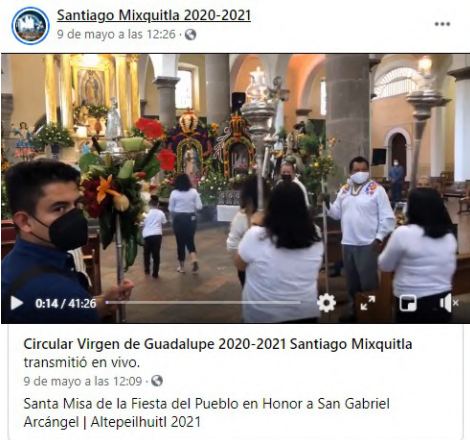 Santiago Mixquitla 2020-2021
9 de mayo a las 12:26 ·
0:14 / 41:26
Circular Virgen de Guadalupe 2020-2021 Santiago Mixquitla
transmitió en vivo.
9 de mayo a las 12:09 ·
Santa Misa de la Fiesta del Pueblo en Honor a San Gabriel
Arcángel | Altepeilhuitl 2021